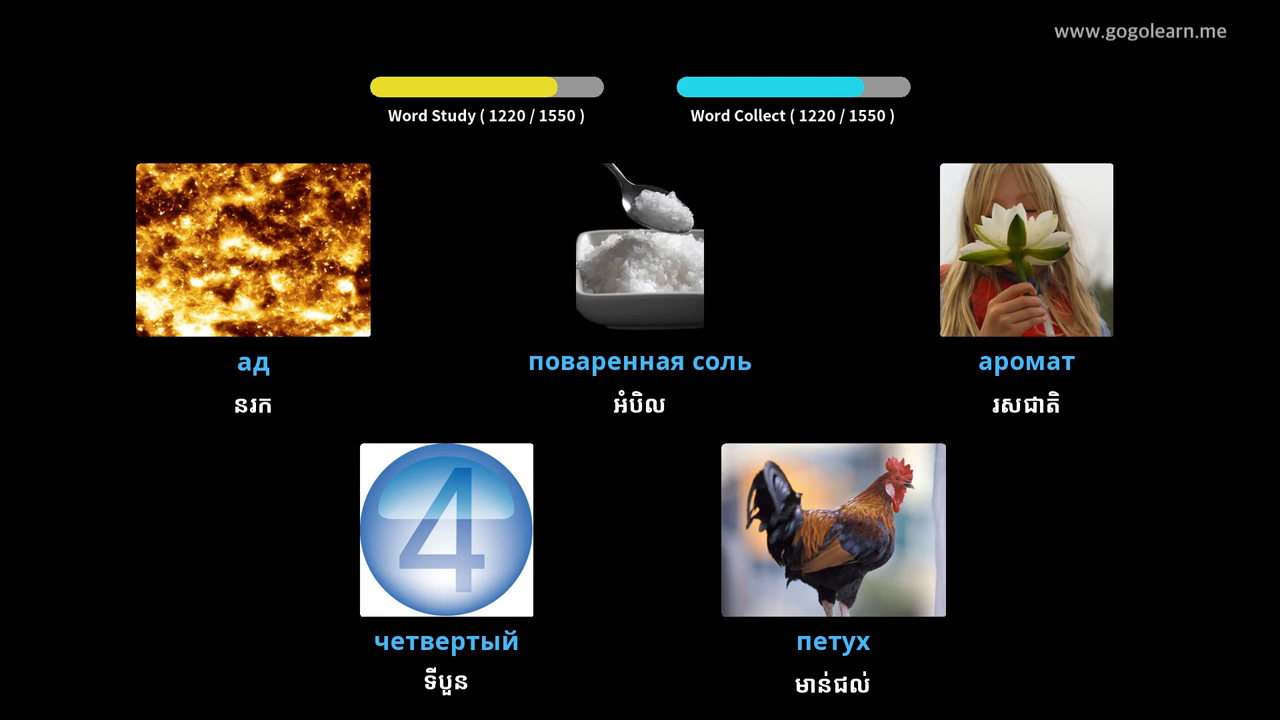 www.gogolearn.me
Word Study ( 1220 / 1550 )
Word Collect ( 1220 / 1550 )
ад
នរក
поваренная соль
អំបិល
аромат
រសជាតិ
4
четвертый
ទីបួន
петух
មាន់ជល់